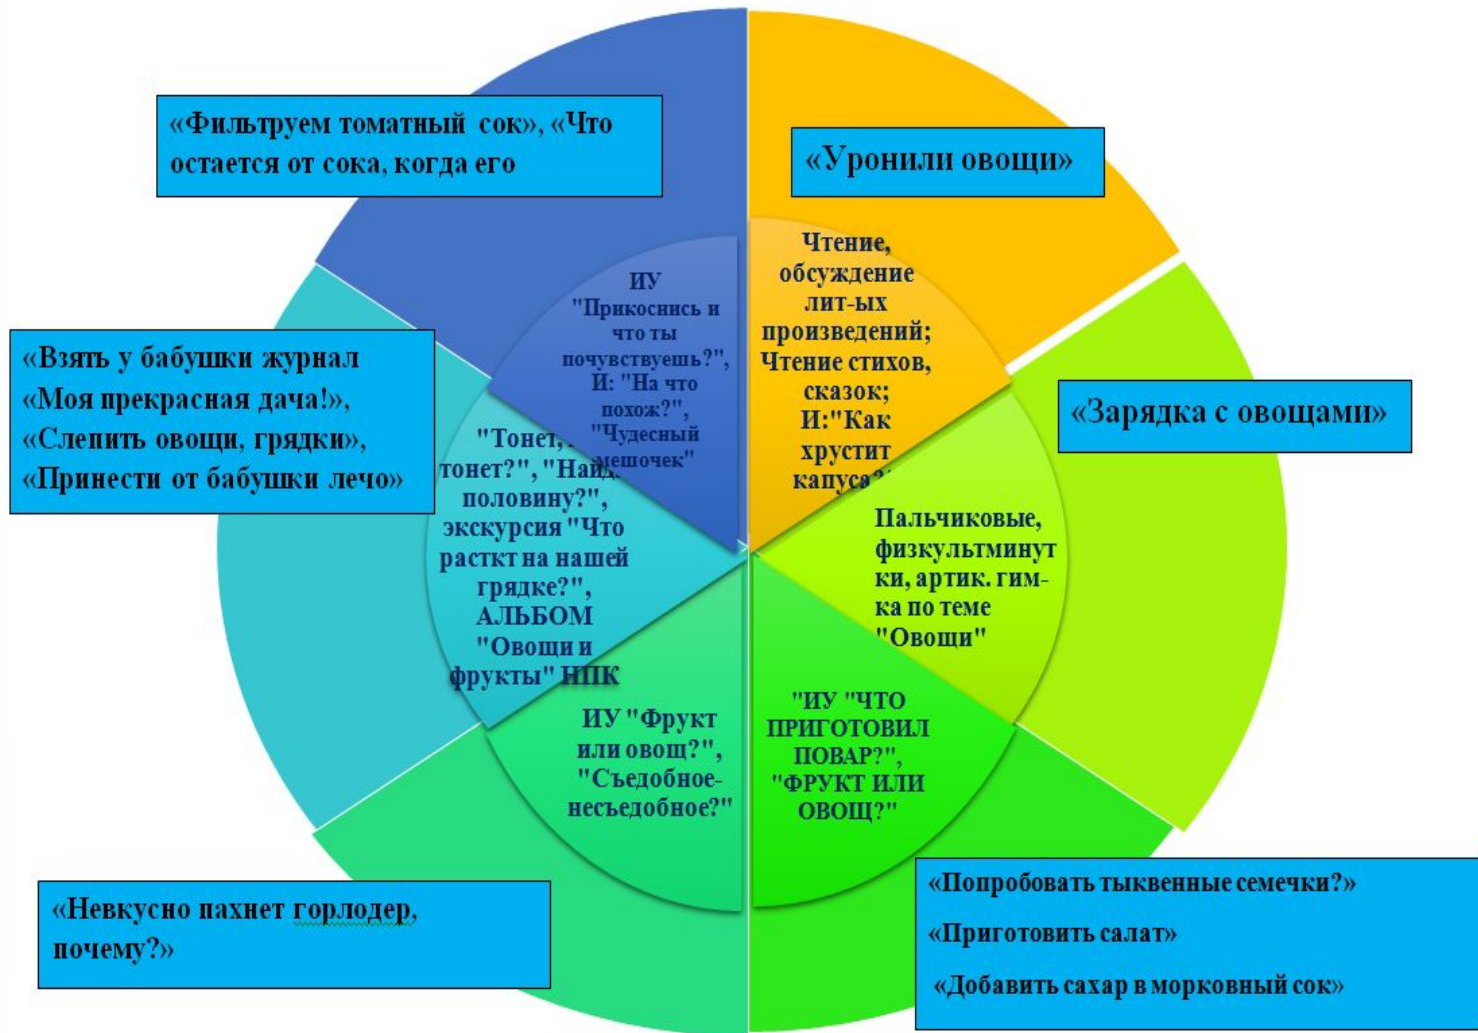 «Фильтруем томатный сок», «Что
остается от сока, когда его
«Уронили овощи»
ИУ
"Прикоснись и
что ты
почувствуешь?",
И: "На что
похож?",
"Чудесный
мешочек"
Чтение,
обсуждение
лит-ых
произведений;
Чтение стихов,
сказок;
И:"Как
хрустит
капуса?"
«Взять у бабушки журнал
«Моя прекрасная дача!»,
«Слепить овощи, грядки»,
«Принести от бабушки лечо»
«Зарядка с овощами»
"Тонет,
тонет?",
половину?",
экскурсия "Что
расткт на нашей
грядке?",
АЛЬБОМ
"Овощи и
фрукты" НПК
Пальчиковые,
физкультминут
ки, артик. гим-
ка по теме
"Овощи"
ИУ "Фрукт
или овощ?",
"Съедобное-
несъедобное?"
"ИУ "ЧТО
ПРИГОТОВИЛ
ПОВАР?",
"ФРУКТ ИЛИ
ОВОЩ?"
«Невкусно пахнет горлодер,
почему?»
«Попробовать тыквенные семечки?»
«Приготовить салат»
«Добавить сахар в морковный сок»